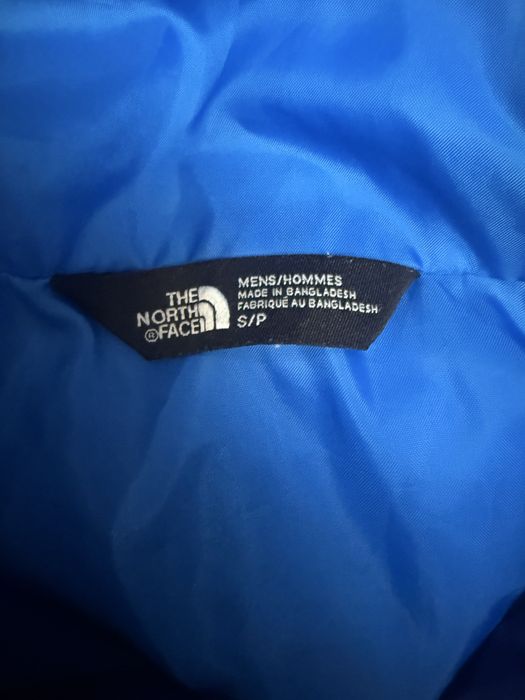 THE
NORTH
®FACE
MENS/HOMMES
MADE IN BANGLADESH
FABRIQUÉ AU BANGLADESH
S/P